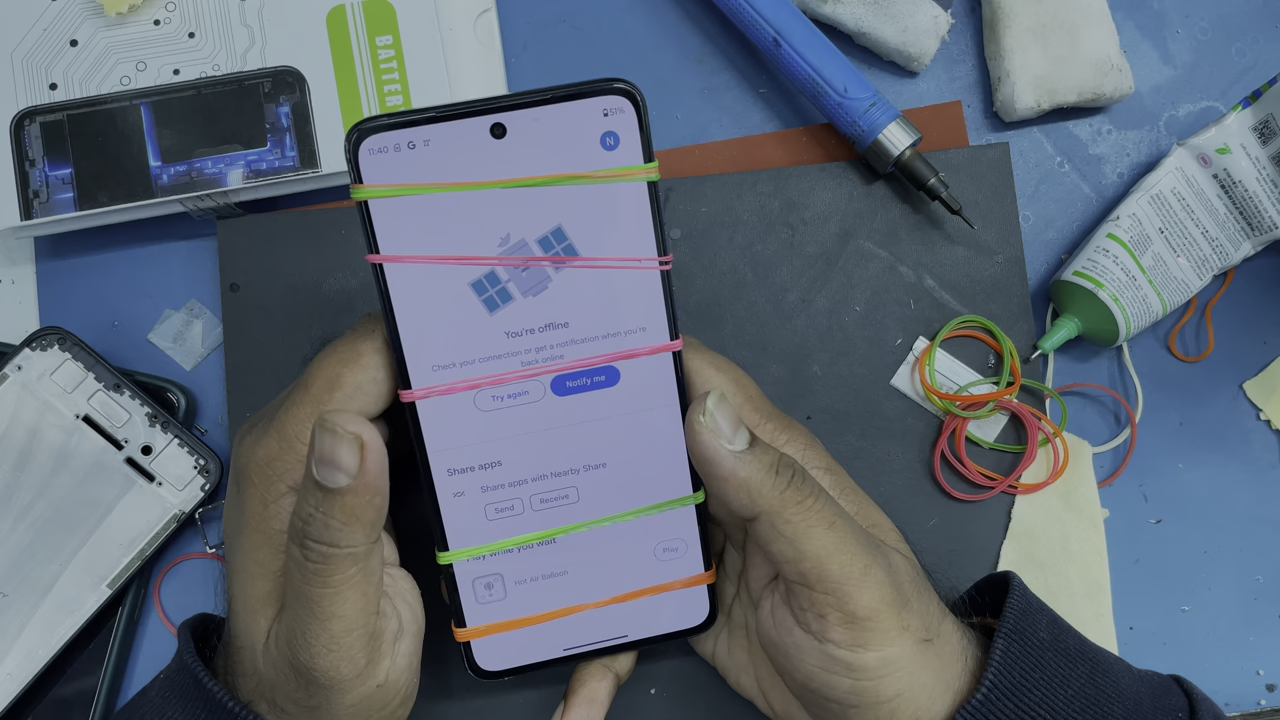 BATTER
11:40
G
51%
N
You're offline
Check your connection or get a notification when you're
back online
Try again
Notify me
Share apps
Share apps with Nearby Share
Send
Receive
Play while you wait
Play
Hot Air Balloon